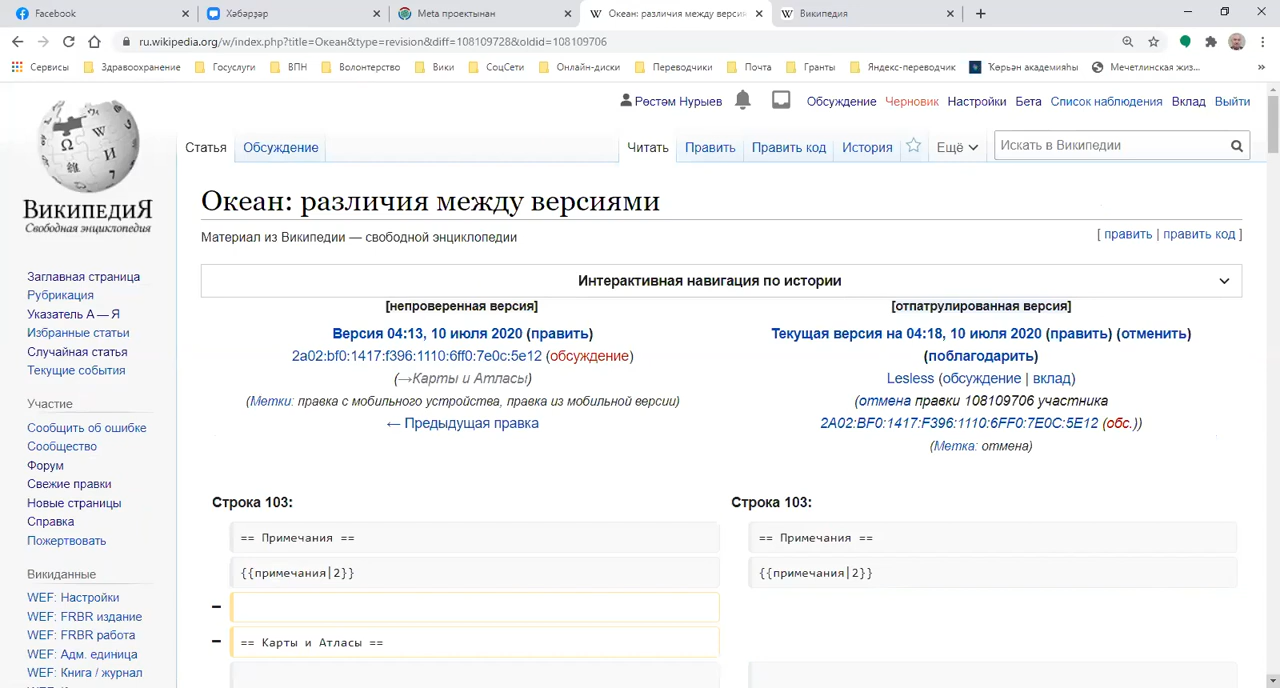 Facebook
Хәбәрҙәр
Meta проектынан
Океан: различия между версиям
Википедия
ru.wikipedia.org/w/index.php?title=Океан&type=revision&diff=108109728&oldid=108109706
Сервисы
Здравоохранение
Госуслуги
ВПН
Волонтерство
Вики
СоцСети
Онлайн-диски
Переводчики
Почта
Гранты
Яндекс-переводчик
Ҡөрьән академияһы
Мечетлинская жиз...
»
Рөстәм Нурыев
Обсуждение
Черновик
Настройки
Бета
Список наблюдения
Вклад
Выйти
Статья
Обсуждение
Читать
Править
Править код
История
Ещё
Искать в Википедии
ВикипедиЯ
Свободная энциклопедия
Океан: различия между версиями
Материал из Википедии — свободной энциклопедии
[ править | править код ]
Интерактивная навигация по истории
[непроверенная версия]
Версия 04:13, 10 июля 2020 (править)
2a02:bf0:1417:f396:1110:6ff0:7e0c:5e12 (обсуждение)
(→Карты и Атласы)
(Метки: правка с мобильного устройства, правка из мобильной версии)
← Предыдущая правка
[отпатрулированная версия]
Текущая версия на 04:18, 10 июля 2020 (править) (отменить)
(поблагодарить)
Lesless (обсуждение | вклад)
(отмена правки 108109706 участника
2A02:BF0:1417:F396:1110:6FF0:7E0C:5E12 (обс.))
(Метка: отмена)
Строка 103:
Строка 103:
== Примечания ==
== Примечания ==
{{примечания|2}}
{{примечания|2}}
−
− == Карты и Атласы ==
Заглавная страница
Рубрикация
Указатель А — Я
Избранные статьи
Случайная статья
Текущие события
Участие
Сообщить об ошибке
Сообщество
Форум
Свежие правки
Новые страницы
Справка
Пожертвовать
Викиданные
WEF: Настройки
WEF: FRBR издание
WEF: FRBR работа
WEF: Адм. единица
WEF: Книга / журнал